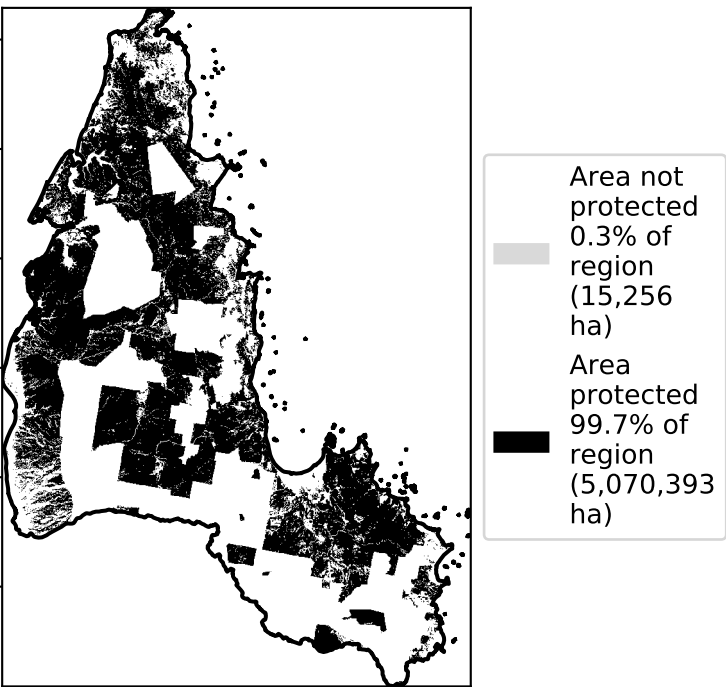 Area not
protected
0.3% of
region
(15,256
ha)
Area
protected
99.7% of
region
(5,070,393
ha)